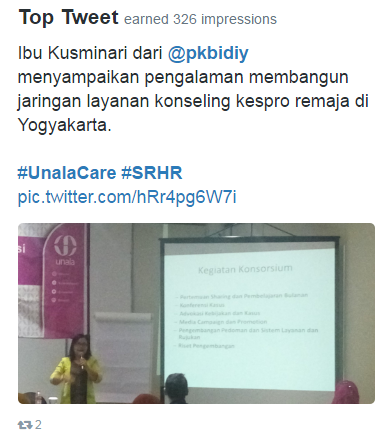 Top Tweet earned 326 impressions
Ibu Kusminari dari @pkbidiy
menyampaikan pengalaman membangun
jaringan layanan konseling kespro remaja di
Yogyakarta.
#UnalaCare #SRHR
pic.twitter.com/hRr4pg6W7i
si
unala
Kegiatan Konsorsium
- Pertemuan Sharing dan Pembelajaran Bulanan
- Konferensi Kasus
- Advokasi Kebijakan dan Kasus
- Media Campaign dan Promotion
- Pengembangan Pedoman dan Sistem Layanan dan
Rujukan
- Riset Pengembangan
2